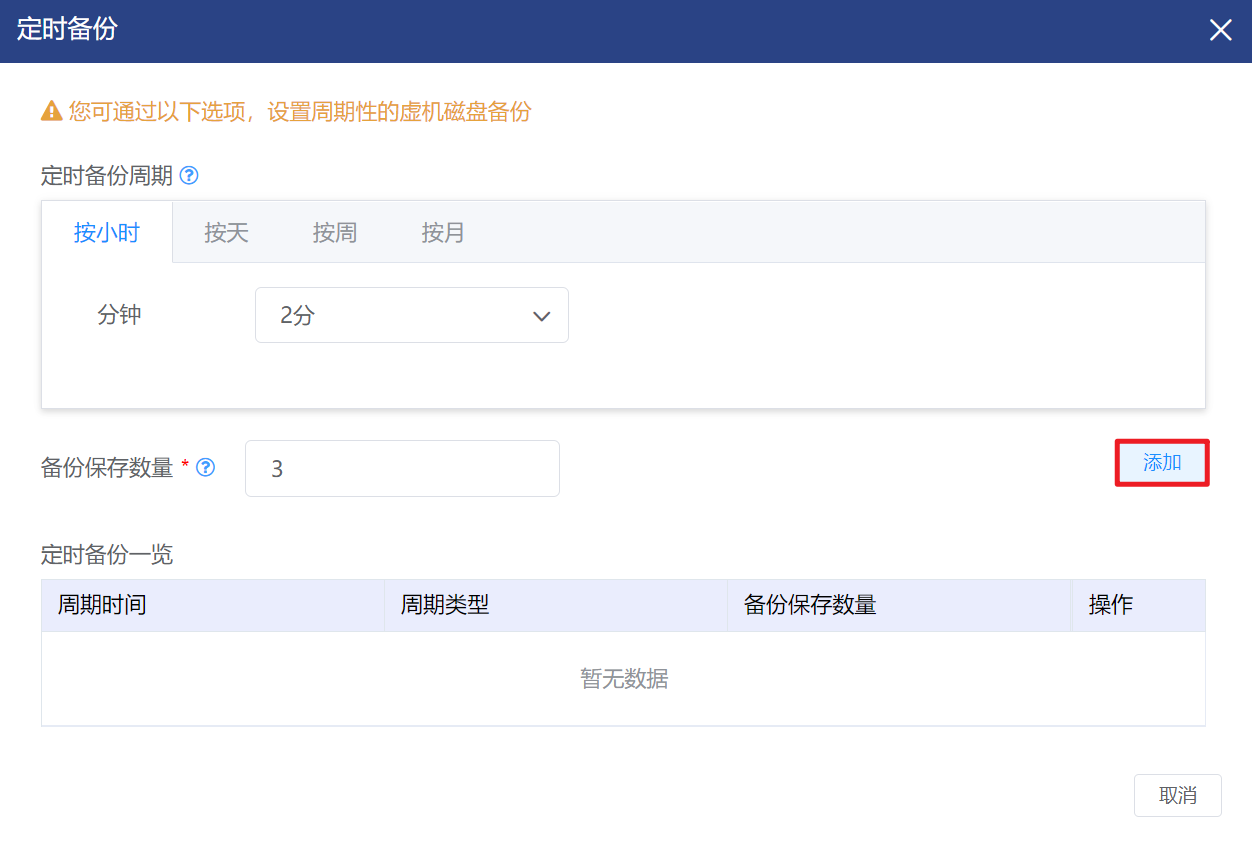 定时备份
您可通过以下选项，设置周期性的虚机磁盘备份
定时备份周期
按小时 按天 按周 按月
分钟 2分
备份保存数量 * 3 添加
定时备份一览
周期时间 周期类型 备份保存数量 操作
暂无数据
取消